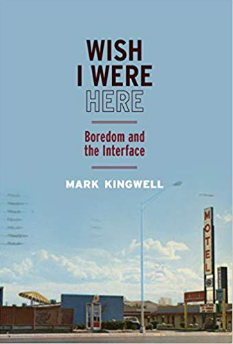 WISH
I WERE
HERE
Boredom and
the Interface
MARK KINGWELL
MOTEL